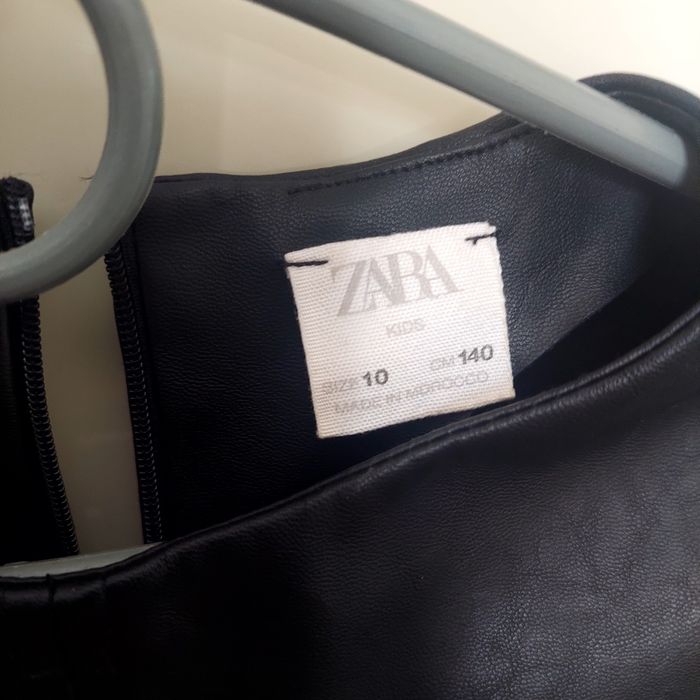 ZARA
KIDS
SIZE 10 CM 140
MADE IN MOROCCO